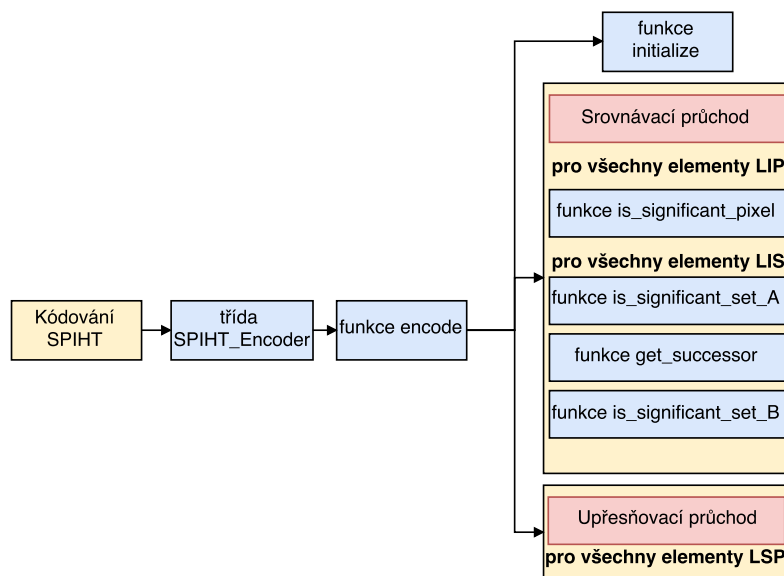 funkce
initialize
Srovnávací průchod
pro všechny elementy LIP
funkce is_significant_pixel
pro všechny elementy LIS
funkce is_significant_set_A
funkce get_successor
funkce is_significant_set_B
Kódování
SPIHT
třída
SPIHT_Encoder
funkce encode
Upřesňovací průchod
pro všechny elementy LSP